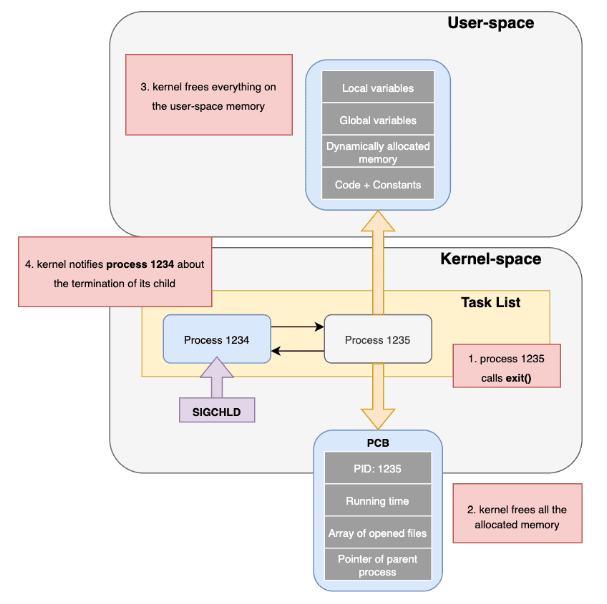 User-space
3. kernel frees everything on
the user-space memory
Local variables
Global variables
Dynamically allocated
memory
Code + Constants
4. kernel notifies process 1234 about
the termination of its child
Kernel-space
Task List
Process 1234
Process 1235
1. process 1235
calls exit()
SIGCHLD
PCB
PID: 1235
Running time
Array of opened files
Pointer of parent
process
2. kernel frees all the
allocated memory